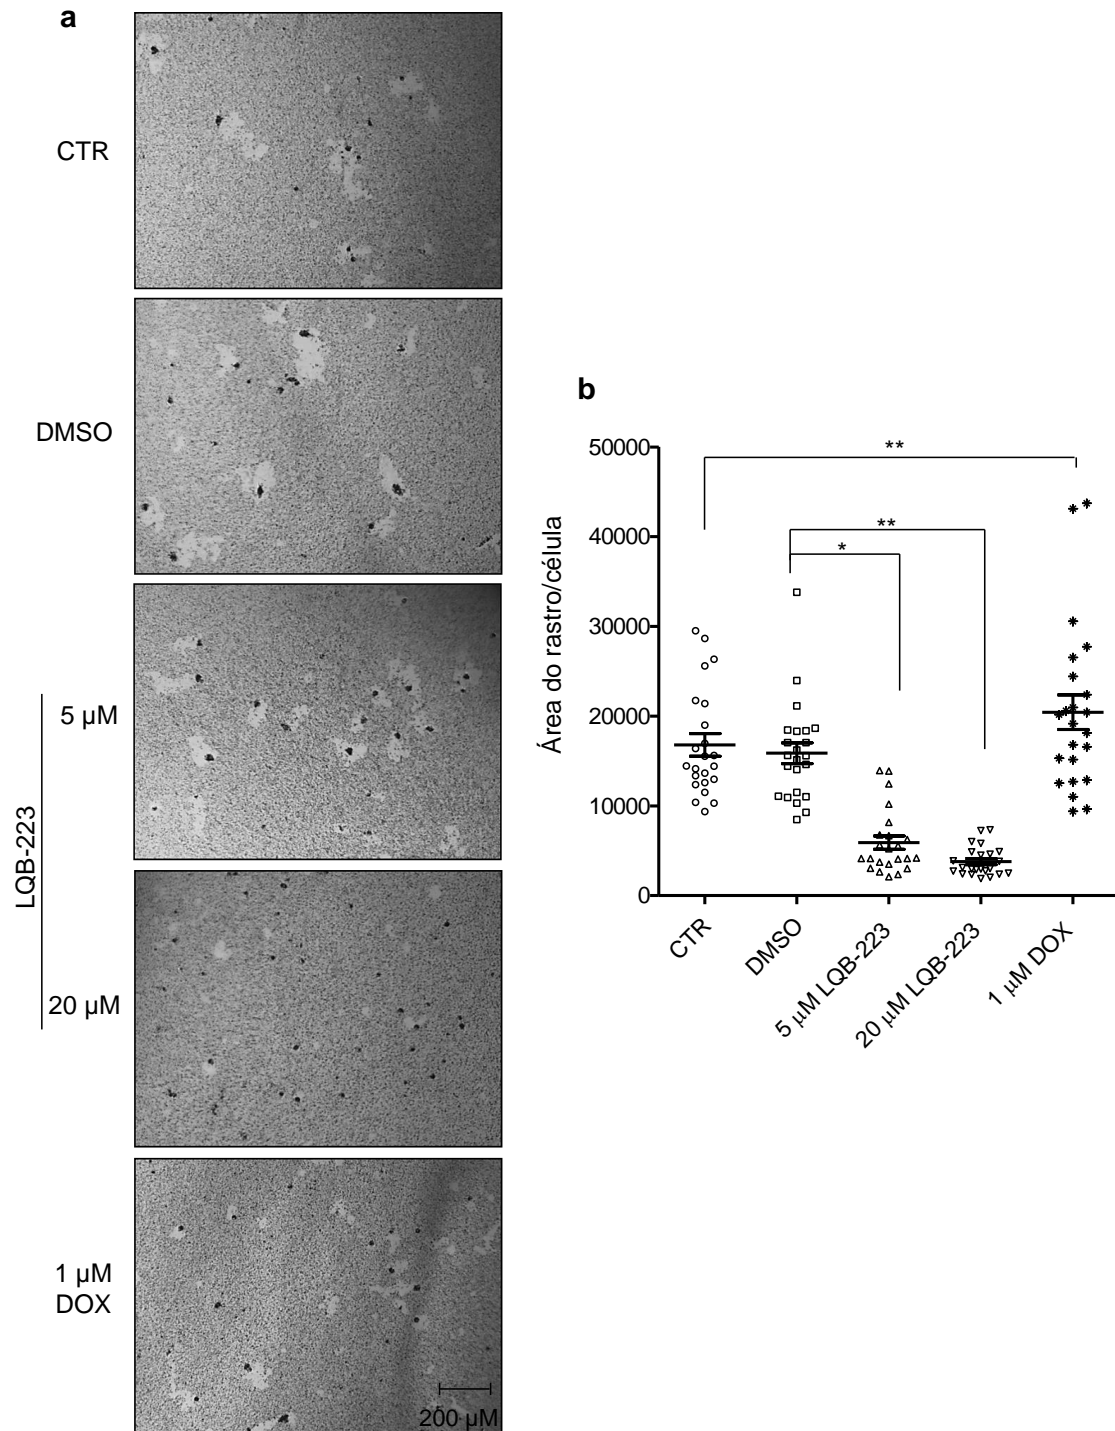 a
CTR
DMSO
5 µM
LQB-223
20 µM
1 µM
DOX
200 µM
b
Área do rastro/célula
50000
40000
30000
20000
10000
0
**
**
*
CTR
DMSO
5 µM LQB-223
20 µM LQB-223
1 µM DOX